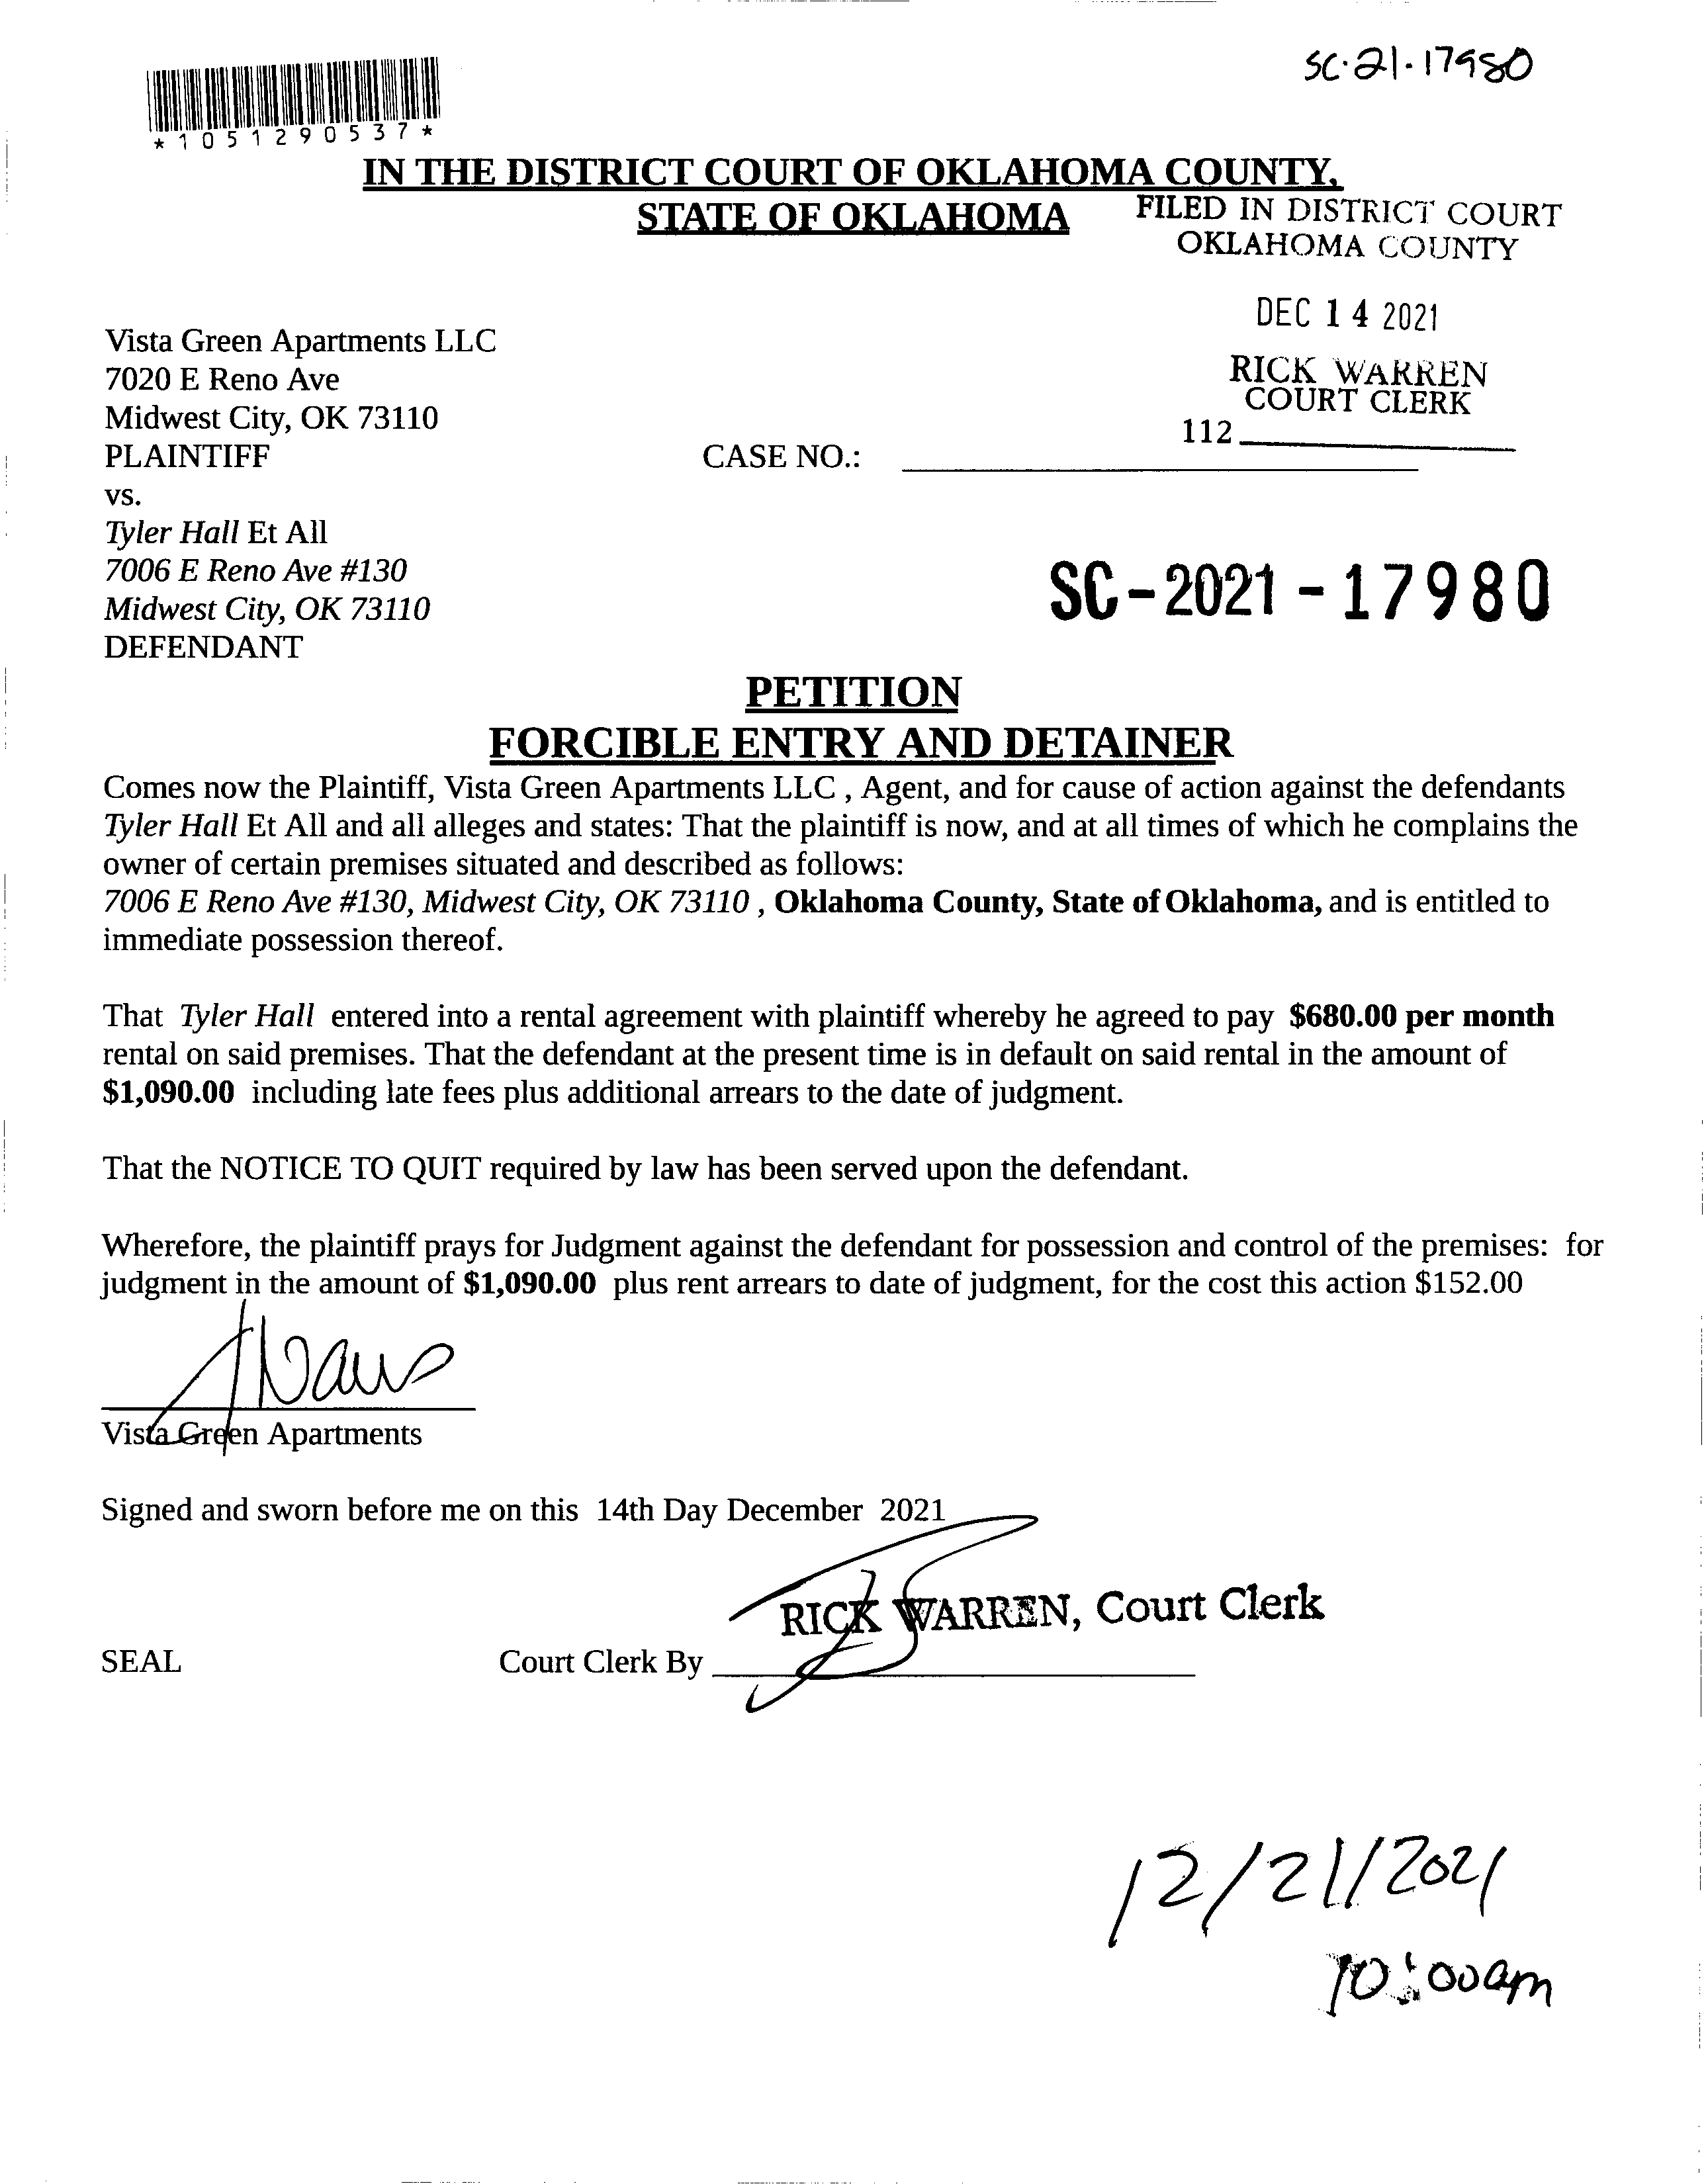 SC·21·17980
*1051290537*
IN THE DISTRICT COURT OF OKLAHOMA COUNTY,
STATE OF OKLAHOMA
FILED IN DISTRICT COURT
OKLAHOMA COUNTY
DEC 14 2021
RICK WARREN
COURT CLERK
112
Vista Green Apartments LLC
7020 E Reno Ave
Midwest City, OK 73110
PLAINTIFF
CASE NO.:
vs.
Tyler Hall Et All
7006 E Reno Ave #130
Midwest City, OK 73110
DEFENDANT
SC-2021-17980
PETITION
FORCIBLE ENTRY AND DETAINER
Comes now the Plaintiff, Vista Green Apartments LLC , Agent, and for cause of action against the defendants
Tyler Hall Et All and all alleges and states: That the plaintiff is now, and at all times of which he complains the
owner of certain premises situated and described as follows:
7006 E Reno Ave #130, Midwest City, OK 73110 , Oklahoma County, State of Oklahoma, and is entitled to
immediate possession thereof.
That Tyler Hall entered into a rental agreement with plaintiff whereby he agreed to pay $680.00 per month
rental on said premises. That the defendant at the present time is in default on said rental in the amount of
$1,090.00 including late fees plus additional arrears to the date of judgment.
That the NOTICE TO QUIT required by law has been served upon the defendant.
Wherefore, the plaintiff prays for Judgment against the defendant for possession and control of the premises: for
judgment in the amount of $1,090.00 plus rent arrears to date of judgment, for the cost this action $152.00
Vista Green Apartments
Signed and sworn before me on this 14th Day December 2021
RICK WARREN, Court Clerk
SEAL
Court Clerk By
12/21/2021
10:00am